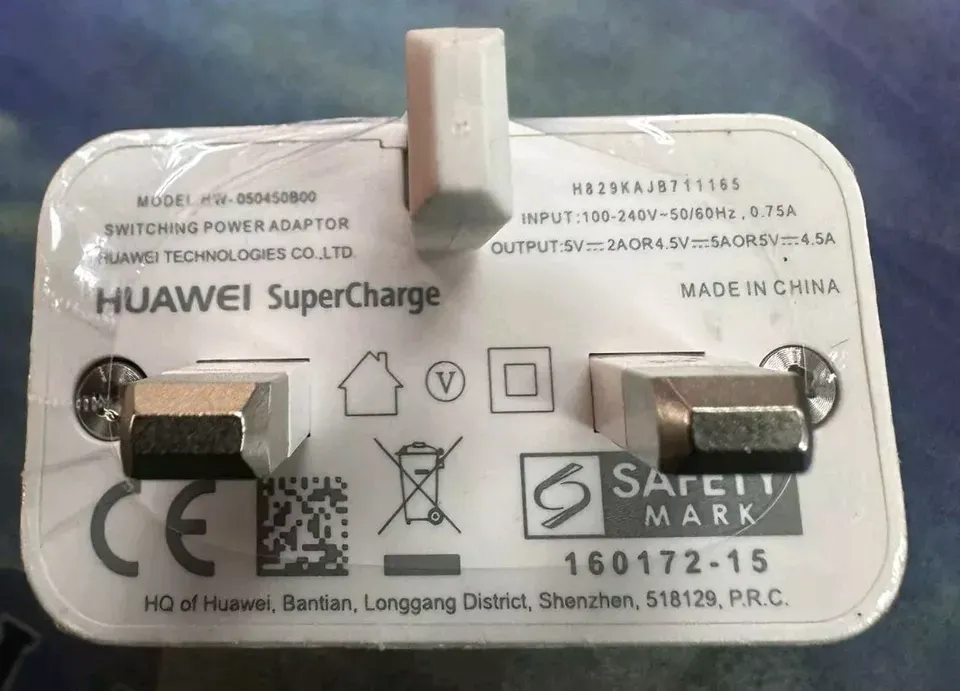 MODEL HW-050450B00
SWITCHING POWER ADAPTOR
HUAWEI TECHNOLOGIES CO.,LTD.
HUAWEI SuperCharge
H829KAJB711165
INPUT:100-240V~50/60Hz, 0.75A
OUTPUT:5V⎓2AOR4.5V⎓5AOR5V⎓4.5A
MADE IN CHINA
V
CE
SAFETY
MARK
160172-15
HQ of Huawei, Bantian, Longgang District, Shenzhen, 518129, P.R.C.